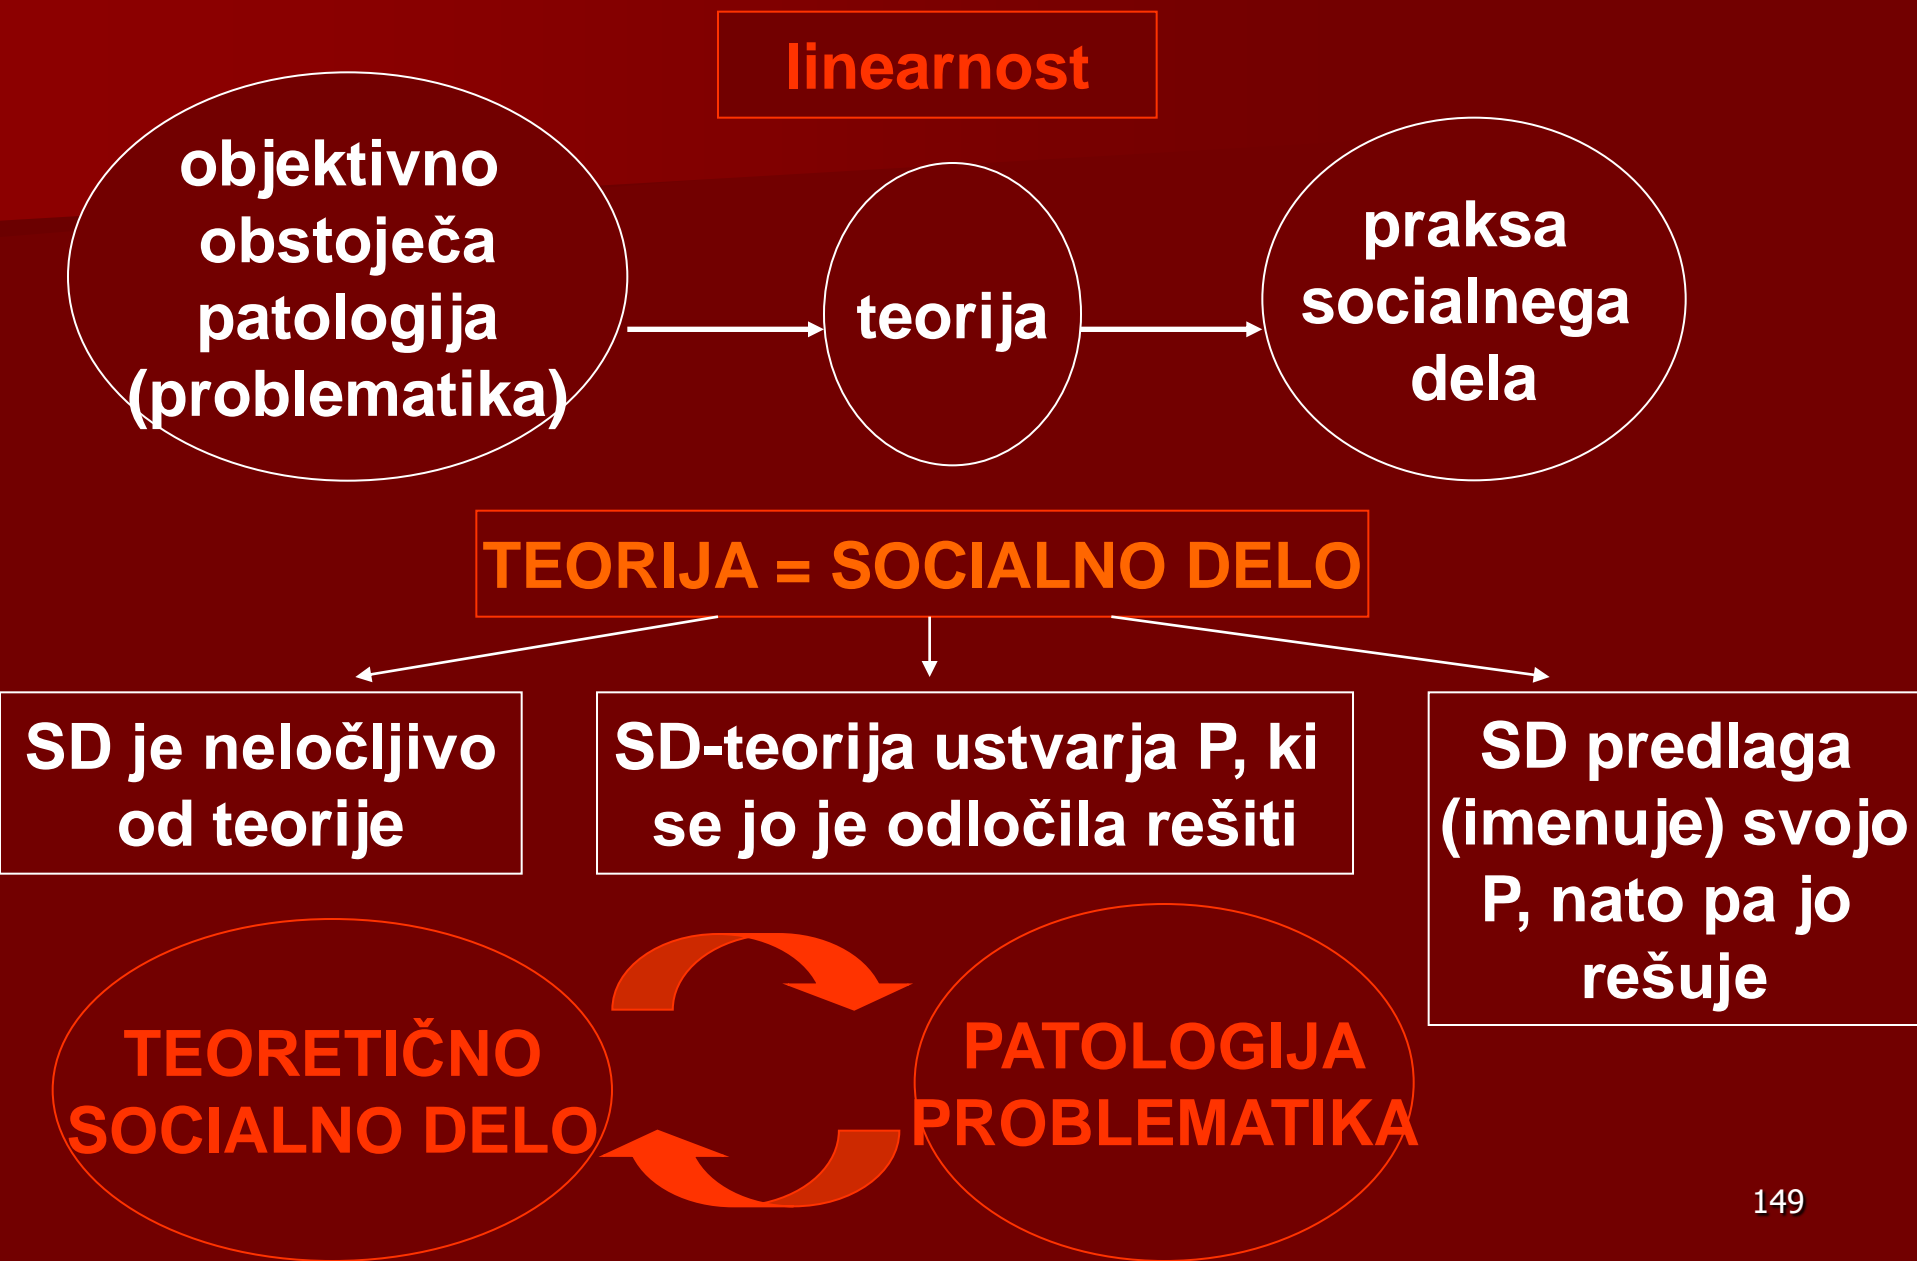 linearnost
objektivno
obstoječa
patologija
(problematika)
teorija
praksa
socialnega
dela
TEORIJA = SOCIALNO DELO
SD je neločljivo
od teorije
SD-teorija ustvarja P, ki
se jo je odločila rešiti
SD predlaga
(imenuje) svojo
P, nato pa jo
rešuje
TEORETIČNO
SOCIALNO DELO
PATOLOGIJA
PROBLEMATIKA
149